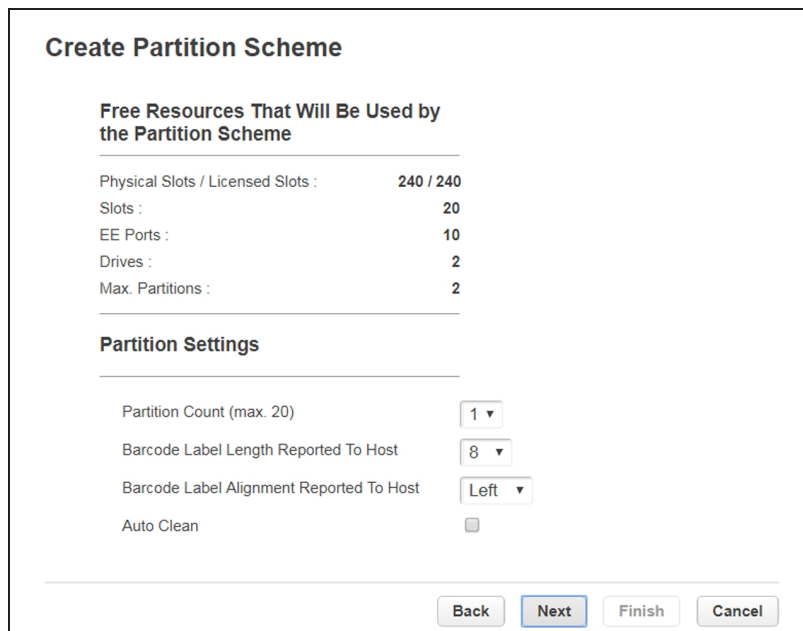 Create Partition Scheme
Free Resources That Will Be Used by
the Partition Scheme
Physical Slots / Licensed Slots : 240 / 240
Slots : 20
EE Ports : 10
Drives : 2
Max. Partitions : 2
Partition Settings
Partition Count (max. 20) 1
Barcode Label Length Reported To Host 8
Barcode Label Alignment Reported To Host Left
Auto Clean
Back Next Finish Cancel